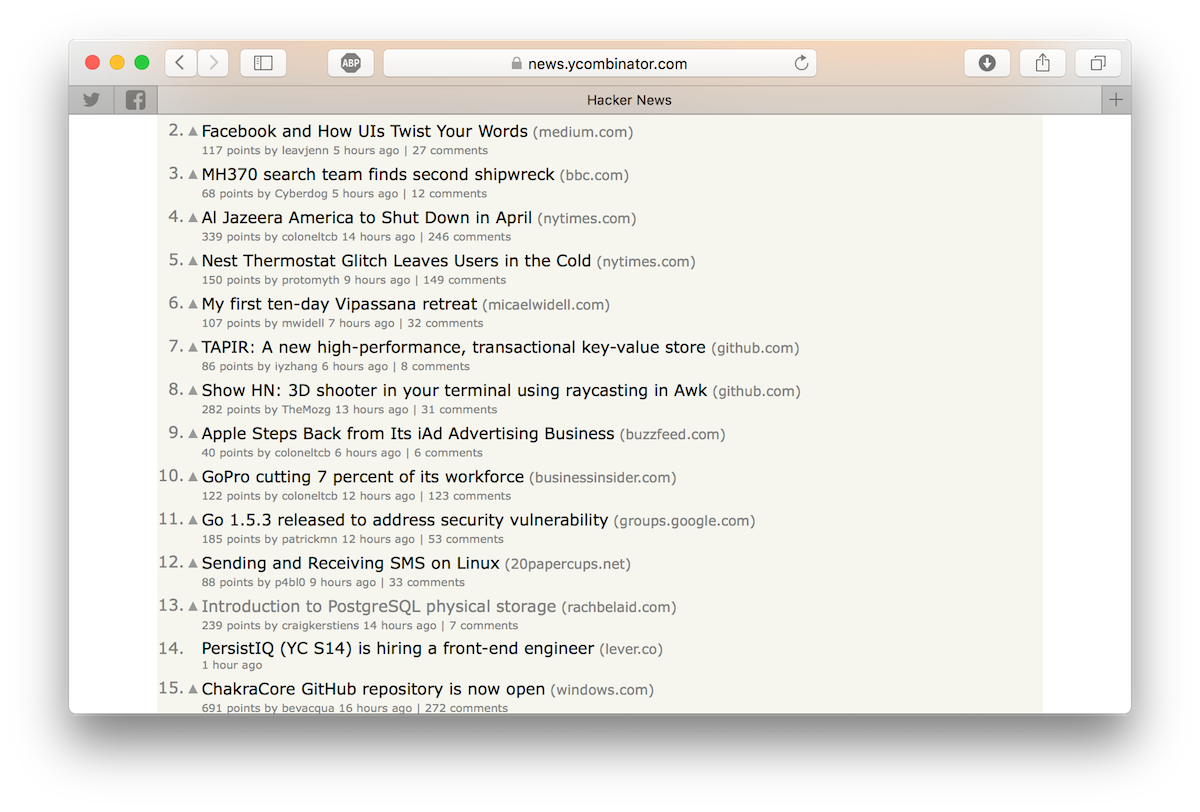 ABP
news.ycombinator.com
Hacker News
2. Facebook and How UIs Twist Your Words (medium.com)
117 points by leavjenn 5 hours ago | 27 comments
3. MH370 search team finds second shipwreck (bbc.com)
68 points by Cyberdog 5 hours ago | 12 comments
4. Al Jazeera America to Shut Down in April (nytimes.com)
339 points by coloneltcb 14 hours ago | 246 comments
5. Nest Thermostat Glitch Leaves Users in the Cold (nytimes.com)
150 points by protomyth 9 hours ago | 149 comments
6. My first ten-day Vipassana retreat (micaelwidell.com)
107 points by mwidell 7 hours ago | 32 comments
7. TAPIR: A new high-performance, transactional key-value store (github.com)
86 points by iyzhang 6 hours ago | 8 comments
8. Show HN: 3D shooter in your terminal using raycasting in Awk (github.com)
282 points by TheMozg 13 hours ago | 31 comments
9. Apple Steps Back from Its iAd Advertising Business (buzzfeed.com)
40 points by coloneltcb 6 hours ago | 6 comments
10. GoPro cutting 7 percent of its workforce (businessinsider.com)
122 points by coloneltcb 12 hours ago | 123 comments
11. Go 1.5.3 released to address security vulnerability (groups.google.com)
185 points by patrickmn 12 hours ago | 53 comments
12. Sending and Receiving SMS on Linux (20papercups.net)
88 points by p4bl0 9 hours ago | 33 comments
13. Introduction to PostgreSQL physical storage (rachbelaid.com)
239 points by craigkerstiens 14 hours ago | 7 comments
14. PersistIQ (YC S14) is hiring a front-end engineer (lever.co)
1 hour ago
15. ChakraCore GitHub repository is now open (windows.com)
691 points by bevacqua 16 hours ago | 272 comments